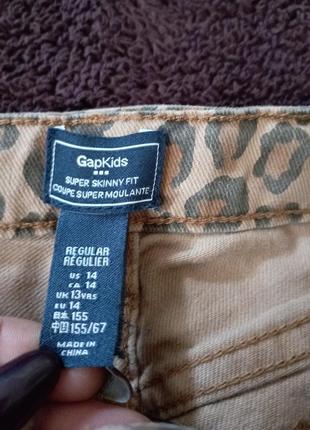 GapKids
SUPER SKINNY FIT
COUPE SUPER MOULANTE
REGULAR
RÉGULIER
US 14
CA 14
UK 13YRS
EU 14
日本 155
中国 155/67
MADE IN
CHINA